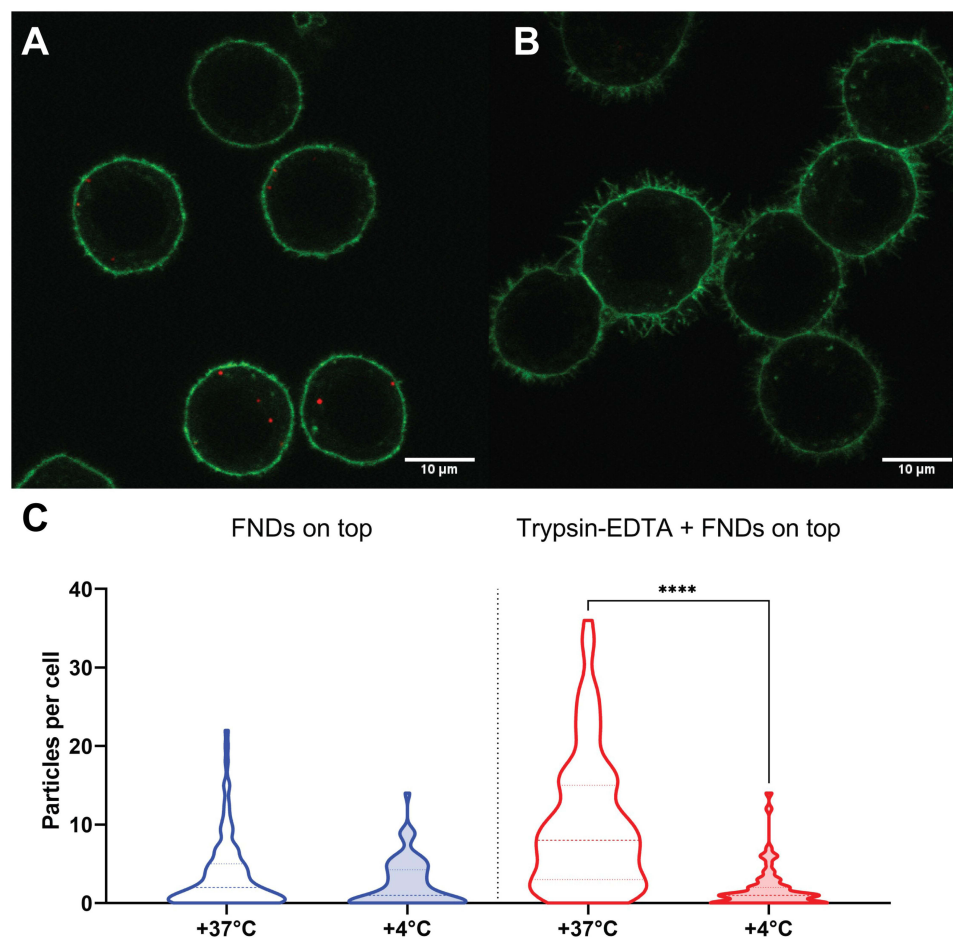 A
B
10 µm
10 µm
C
FNDs on top
Trypsin-EDTA + FNDs on top
****
Particles per cell
40
30
20
10
0
+37°C
+4°C
+37°C
+4°C